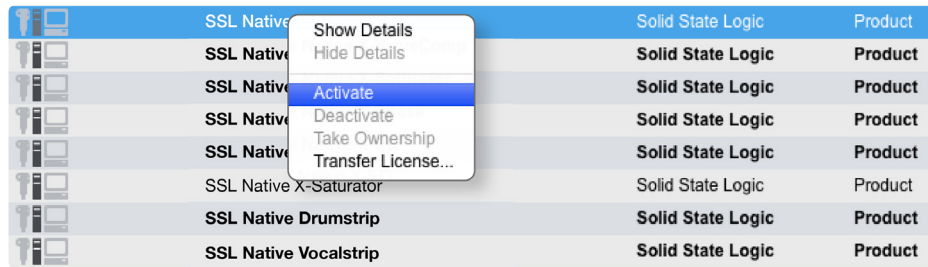 SSL Native Solid State Logic Product
Show Details
SSL Native Solid State Logic Product
Hide Details
SSL Native Solid State Logic Product
Activate
SSL Native Solid State Logic Product
Deactivate
Take Ownership
SSL Native Solid State Logic Product
Transfer License...
SSL Native X-Saturator Solid State Logic Product
SSL Native Drumstrip Solid State Logic Product
SSL Native Vocalstrip Solid State Logic Product